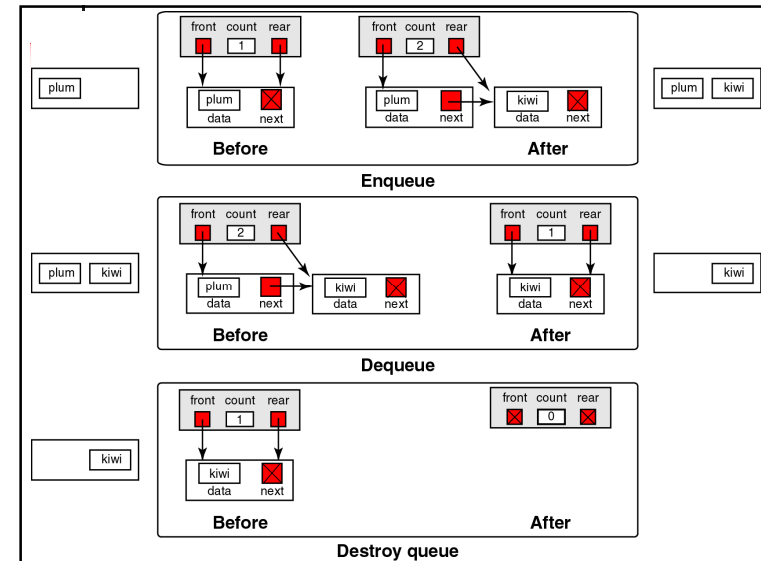 front count rear
1
plum
data next
Before
front count rear
2
plum
data next
kiwi
data next
After
plum
plum kiwi
Enqueue
front count rear
2
plum
data next
kiwi
data next
Before
front count rear
1
kiwi
data next
After
plum kiwi
kiwi
Dequeue
front count rear
1
kiwi
data next
Before
front count rear
0
After
kiwi
Destroy queue